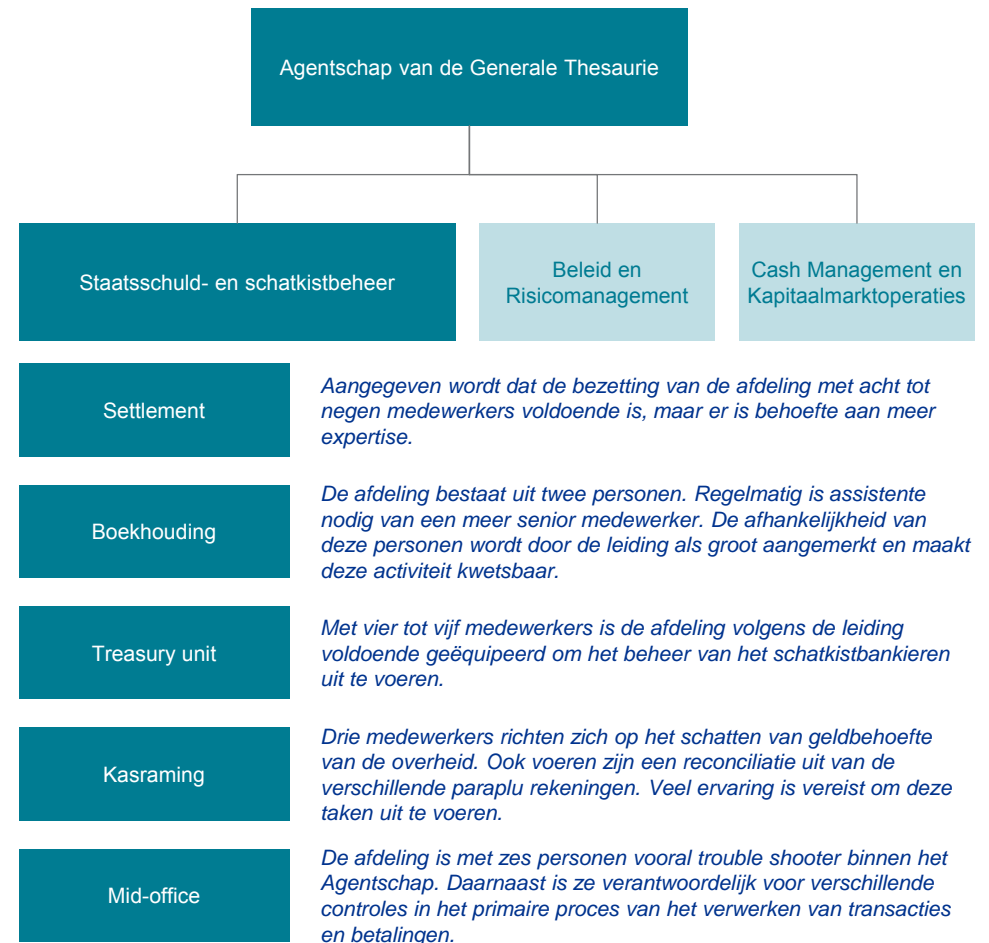 Agentschap van de Generale Thesaurie
Staatsschuld- en schatkistbeheer
Beleid en
Risicomanagement
Cash Management en
Kapitaalmarktoperaties
Settlement
Aangegeven wordt dat de bezetting van de afdeling met acht tot
negen medewerkers voldoende is, maar er is behoefte aan meer
expertise.
Boekhouding
De afdeling bestaat uit twee personen. Regelmatig is assistente
nodig van een meer senior medewerker. De afhankelijkheid van
deze personen wordt door de leiding als groot aangemerkt en maakt
deze activiteit kwetsbaar.
Treasury unit
Met vier tot vijf medewerkers is de afdeling volgens de leiding
voldoende geëquipeerd om het beheer van het schatkistbankieren
uit te voeren.
Kasraming
Drie medewerkers richten zich op het schatten van geldbehoefte
van de overheid. Ook voeren zijn een reconciliatie uit van de
verschillende paraplu rekeningen. Veel ervaring is vereist om deze
taken uit te voeren.
Mid-office
De afdeling is met zes personen vooral trouble shooter binnen het
Agentschap. Daarnaast is ze verantwoordelijk voor verschillende
controles in het primaire proces van het verwerken van transacties
en betalingen.